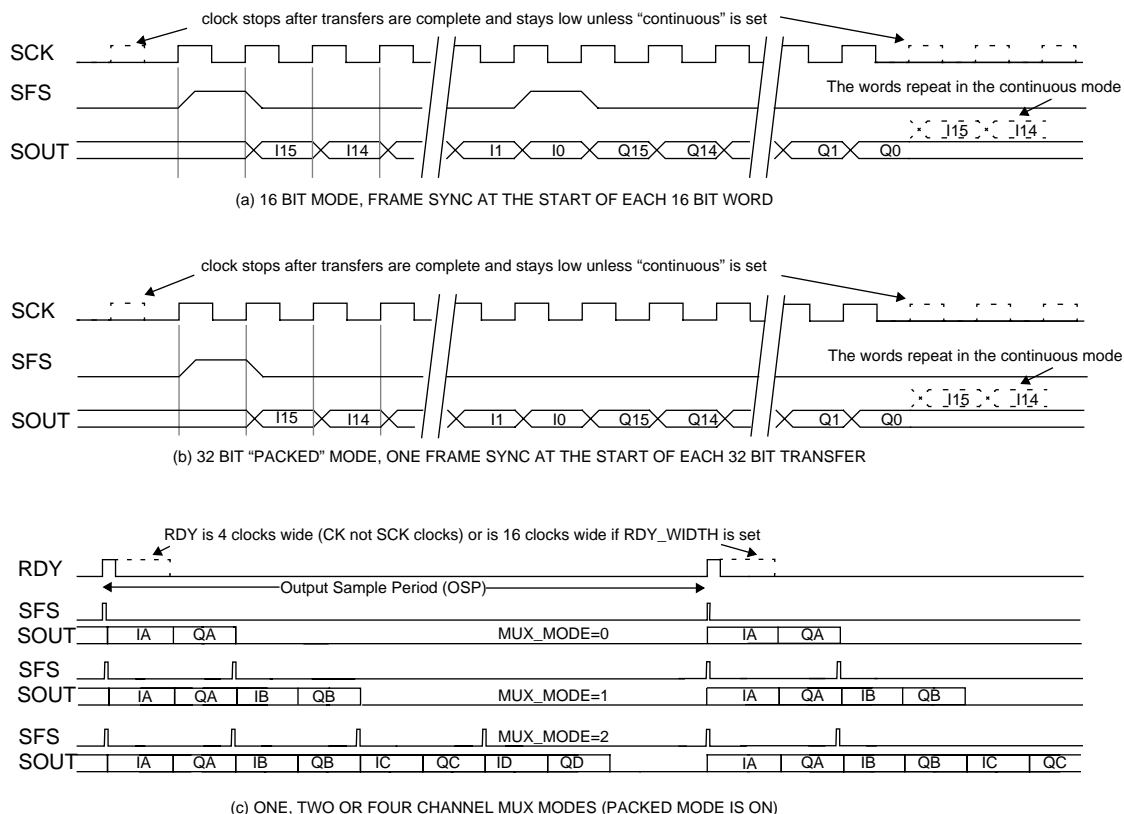 clock stops after transfers are complete and stays low unless “continuous” is set
SCK
SFS
The words repeat in the continuous mode
I15 I14
SOUT I15 I14 I1 I0 Q15 Q14 Q1 Q0
(a) 16 BIT MODE, FRAME SYNC AT THE START OF EACH 16 BIT WORD
clock stops after transfers are complete and stays low unless “continuous” is set
SCK
SFS
The words repeat in the continuous mode
I15 I14
SOUT I15 I14 I1 I0 Q15 Q14 Q1 Q0
(b) 32 BIT “PACKED” MODE, ONE FRAME SYNC AT THE START OF EACH 32 BIT TRANSFER
RDY is 4 clocks wide (CK not SCK clocks) or is 16 clocks wide if RDY_WIDTH is set
RDY
Output Sample Period (OSP)
SFS
SOUT IA QA MUX_MODE=0 IA QA
SFS
SOUT IA QA IB QB MUX_MODE=1 IA QA IB QB
SFS MUX_MODE=2
SOUT IA QA IB QB IC QC ID QD IA QA IB QB IC QC
(c) ONE, TWO OR FOUR CHANNEL MUX MODES (PACKED MODE IS ON)